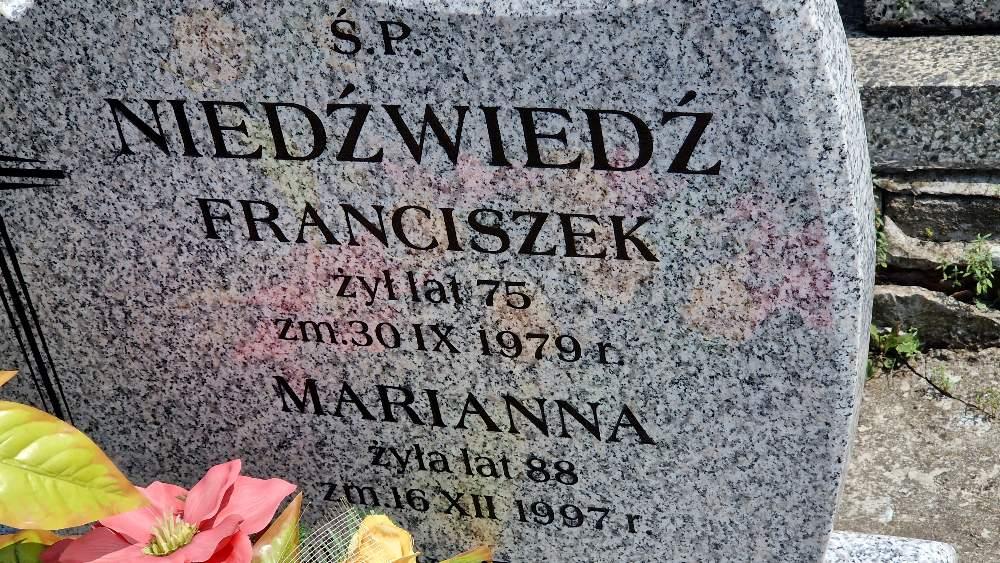 Ś.P.
NIEDŹWIEDŹ
FRANCISZEK
żył lat 75
zm.30 IX 1979 r.
MARIANNA
żyła lat 88
zm 16 XII 1997 r.